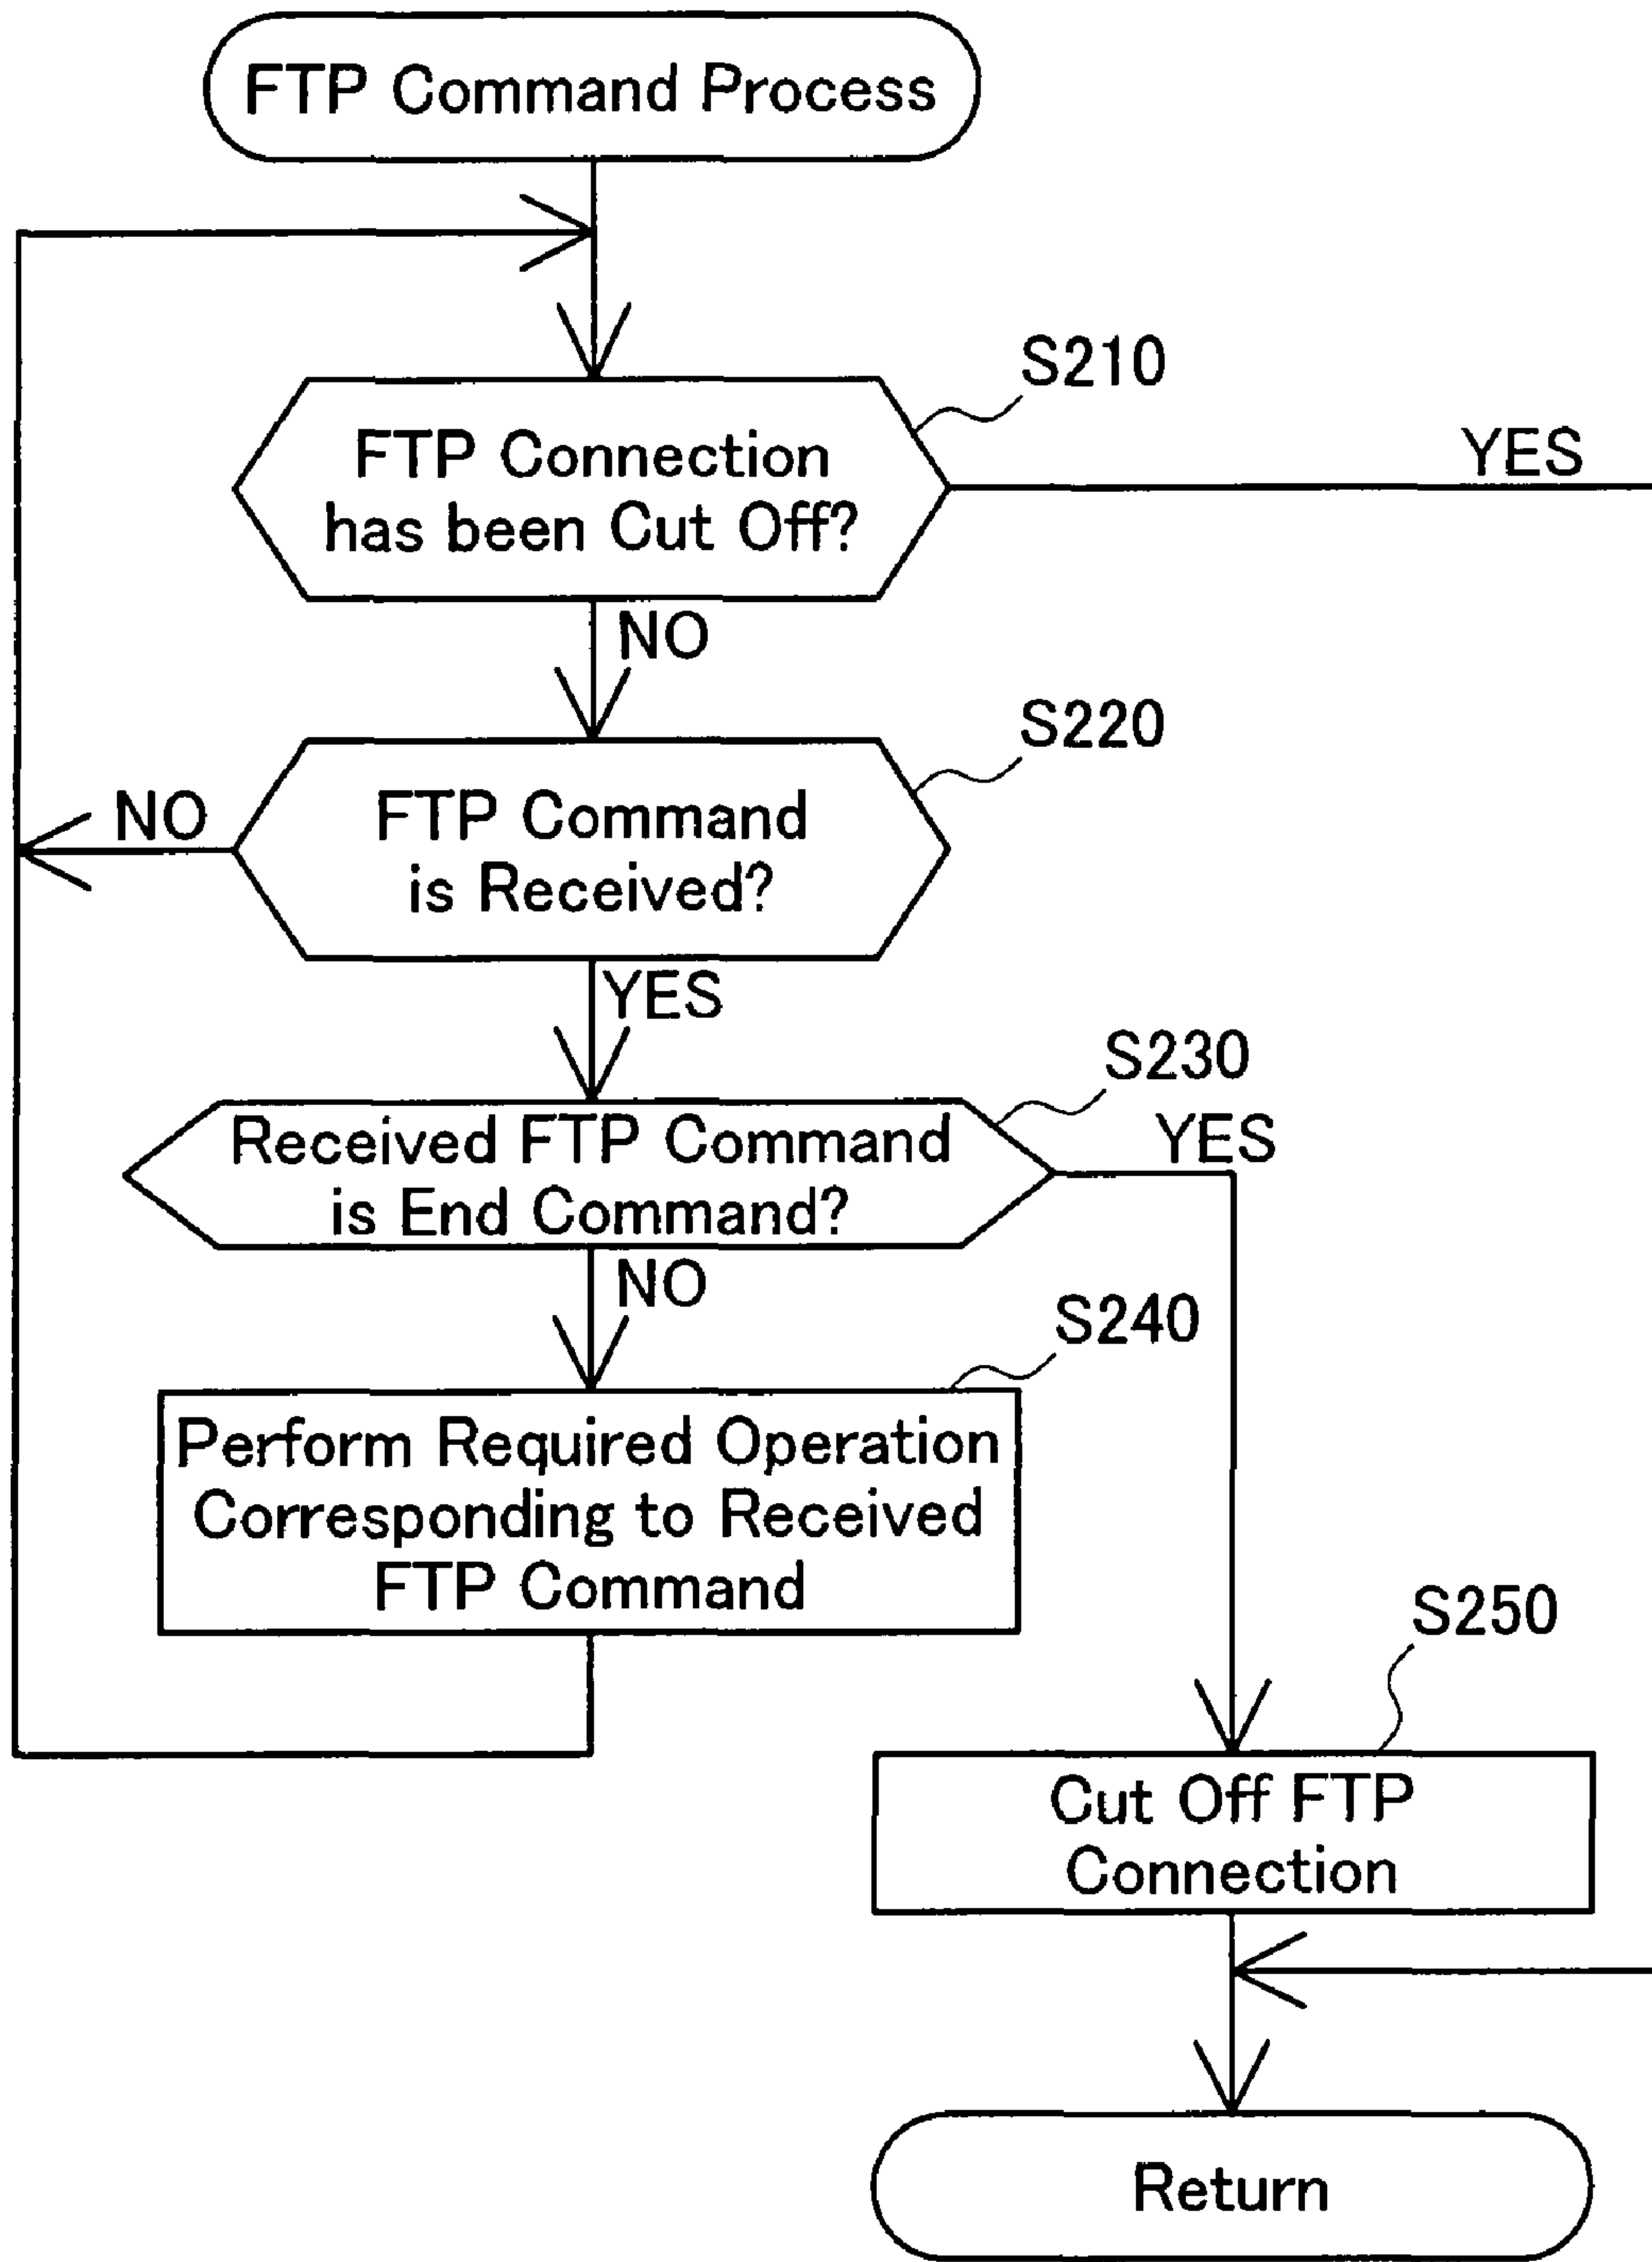 FTP Command Process
S210
FTP Connection
has been Cut Off?
YES
NO
S220
FTP Command
is Received?
NO
YES
S230
Received FTP Command
is End Command?
YES
NO
S240
Perform Required Operation
Corresponding to Received
FTP Command
S250
Cut Off FTP
Connection
Return